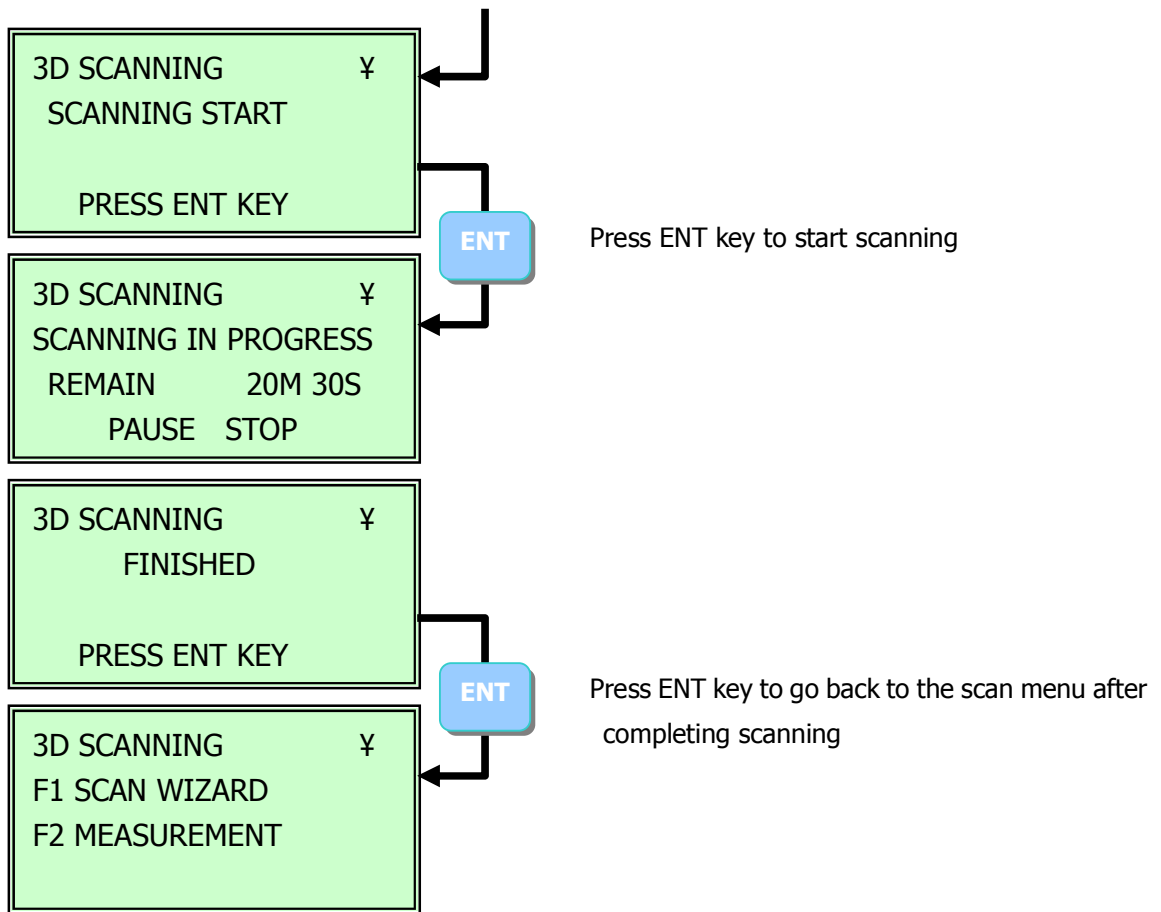 3D SCANNING ¥
SCANNING START
PRESS ENT KEY
ENT
Press ENT key to start scanning
3D SCANNING ¥
SCANNING IN PROGRESS
REMAIN 20M 30S
PAUSE STOP
3D SCANNING ¥
FINISHED
PRESS ENT KEY
ENT
Press ENT key to go back to the scan menu after
completing scanning
3D SCANNING ¥
F1 SCAN WIZARD
F2 MEASUREMENT